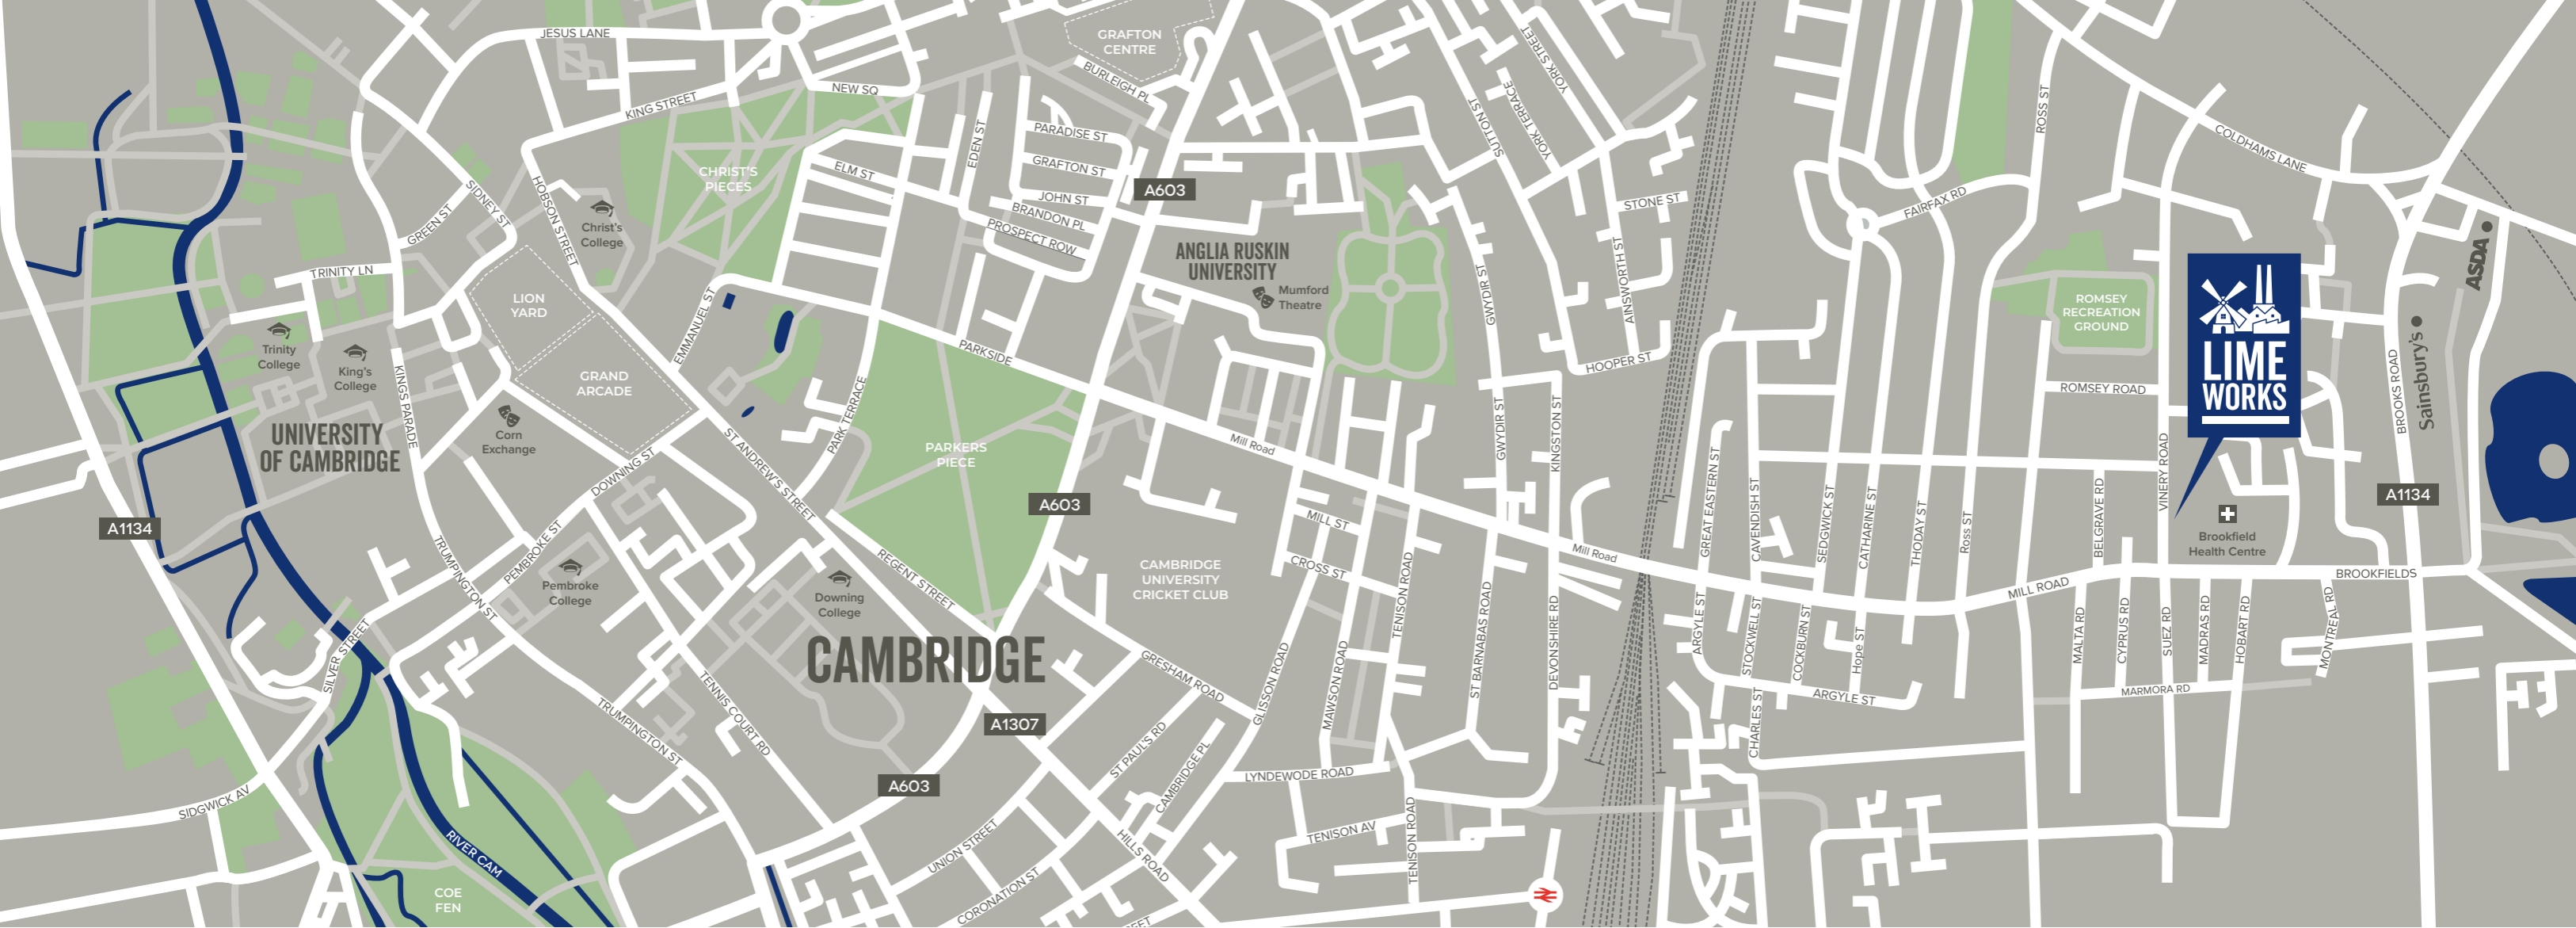 JESUS LANE
KING STREET
NEW SQ
GRAFTON
CENTRE
BURLEIGH PL
EDEN ST
PARADISE ST
GRAFTON ST
JOHN ST
BRANDON PL
PROSPECT ROW
ELM ST
CHRIST'S
PIECES
A603
SUTTON ST
YORK TERRACE
YORK STREET
YORK STREET
STONE ST
AINSWORTH ST
HOOPER ST
GWYDIR ST
ROSS ST
FAIRFAX RD
COLDHAMS LANE
ASDA
Sainsbury's
BROOKS ROAD
A1134
ROMSEY
RECREATION
GROUND
ROMSEY ROAD
LIME
WORKS
VINERY ROAD
BELGRAVE RD
Brookfield
Health Centre
BROOKFIELDS
SIDNEY ST
GREEN ST
HOBSON STREET
Christ's
College
TRINITY LN
Trinity
College
King's
College
KINGS PARADE
LION
YARD
GRAND
ARCADE
EMMANUEL ST
Corn
Exchange
UNIVERSITY
OF CAMBRIDGE
A1134
DOWNING ST
ST ANDREW'S STREET
PARK TERRACE
PARKSIDE
PARKERS
PIECE
A603
ANGLIA RUSKIN
UNIVERSITY
Mumford
Theatre
Mill Road
GWYDIR ST
KINGSTON ST
MILL ST
CROSS ST
TENISON ROAD
Mill Road
GREAT EASTERN ST
CAVENDISH ST
SEDGWICK ST
CATHARINE ST
THODAY ST
Ross ST
MILL ROAD
CAMBRIDGE
UNIVERSITY
CRICKET CLUB
REGENT STREET
Downing
College
PEMBROKE ST
Pembroke
College
TRUMPINGTON ST
SILVER STREET
CAMBRIDGE
GRESHAM ROAD
GLISSON ROAD
MAWSON ROAD
ST BARNABAS ROAD
DEVONSHIRE RD
ARGYLE ST
STOCKWELL ST
COCKBURN ST
Hope ST
ARGYLE ST
CHARLES ST
MALTA RD
CYPRUS RD
SUEZ RD
MADRAS RD
HOBART RD
MONTREAL RD
MARMORA RD
TRUMPINGTON ST
TENNIS COURT RD
A1307
A603
ST PAUL'S RD
CAMBRIDGE PL
LYNDEWODE ROAD
TENISON AV
TENISON ROAD
HILLS ROAD
UNION STREET
CORONATION ST
SIDGWICK AV
RIVER CAM
COE
FEN